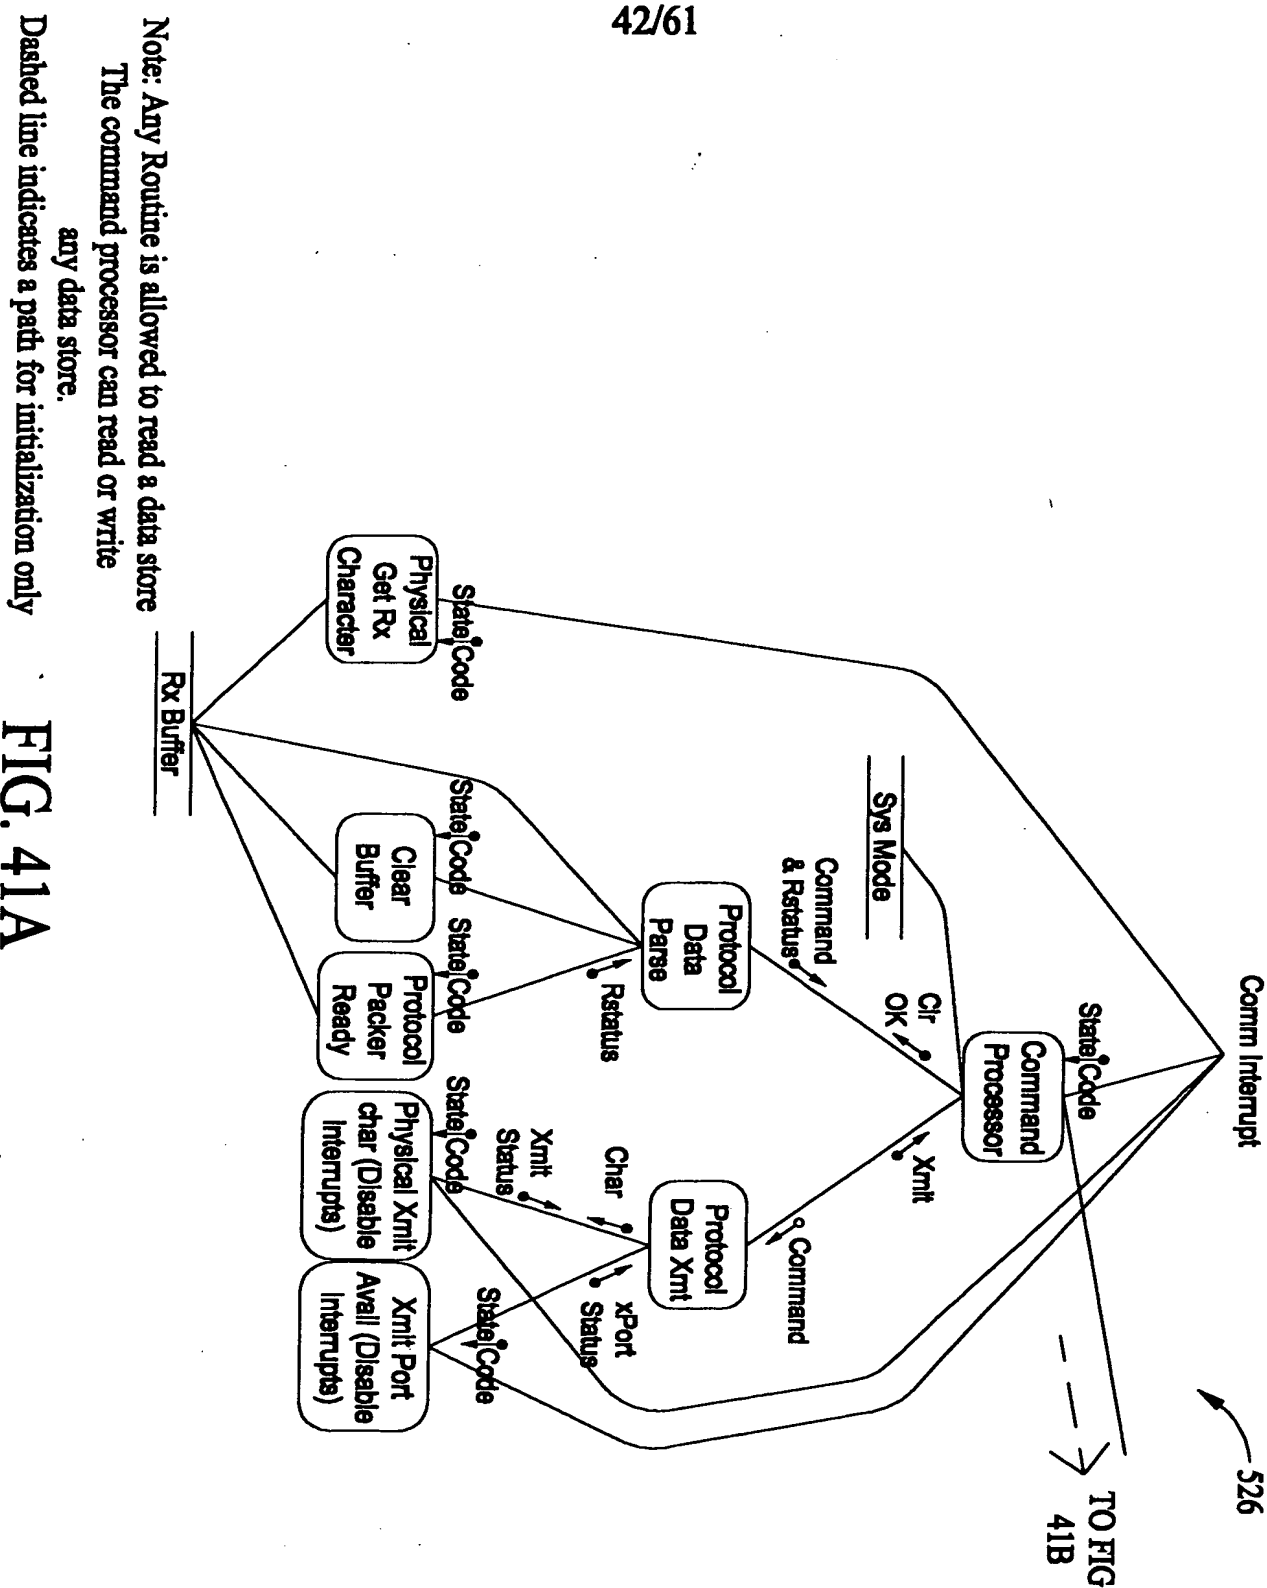 42/61
526
Comm Interrupt
TO FIG
41B
State Code
Command
Processor
Clr
OK
Xmit
Sys Mode
Command
& Rstatus
Command
Protocol
Data
Parse
Protocol
Data Xmt
Rstatus
Char
Xmit
Status
xPort
Status
State Code
Physical
Get Rx
Character
State Code
Clear
Buffer
State Code
Protocol
Packer
Ready
State Code
Physical Xmit
char (Disable
Interrupts)
State Code
Xmit Port
Avail (Disable
Interrupts)
Rx Buffer
Note: Any Routine is allowed to read a data store
The command processor can read or write
any data store.
Dashed line indicates a path for initialization only
FIG. 41A